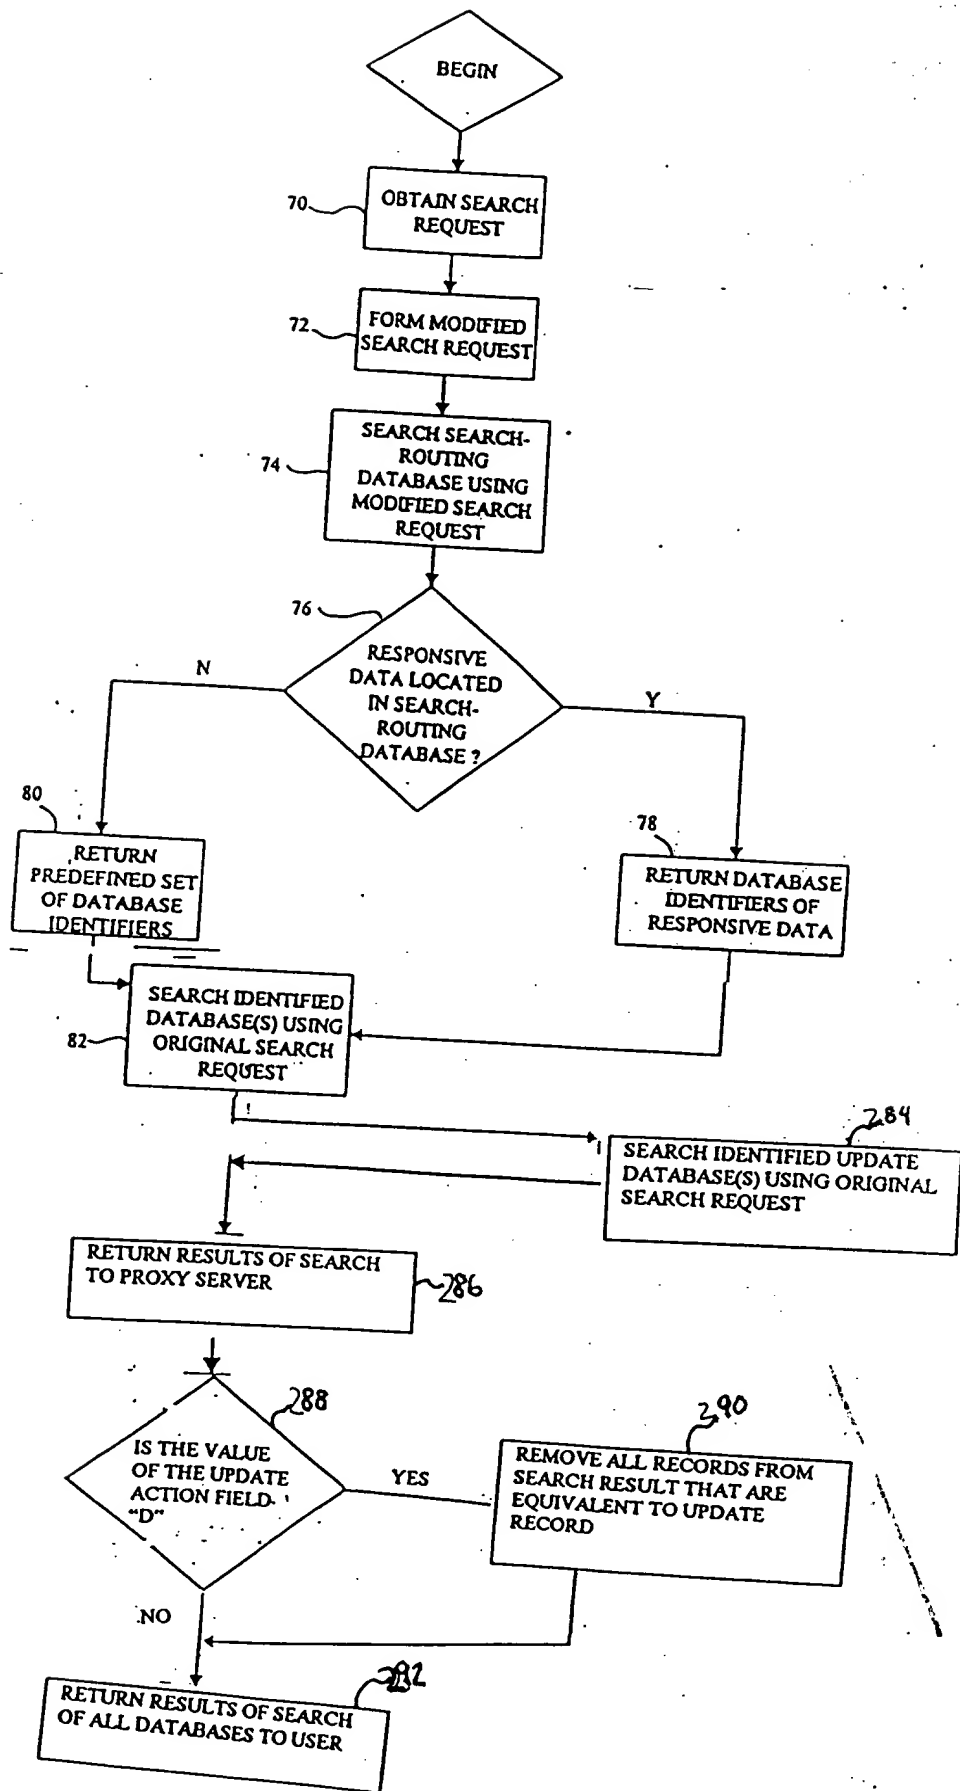 BEGIN
70
OBTAIN SEARCH
REQUEST
72
FORM MODIFIED
SEARCH REQUEST
74
SEARCH SEARCH-
ROUTING
DATABASE USING
MODIFIED SEARCH
REQUEST
76
RESPONSIVE
DATA LOCATED
IN SEARCH-
ROUTING
DATABASE ?
N
Y
80
RETURN
PREDEFINED SET
OF DATABASE
IDENTIFIERS
78
RETURN DATABASE
IDENTIFIERS OF
RESPONSIVE DATA
82
SEARCH IDENTIFIED
DATABASE(S) USING
ORIGINAL SEARCH
REQUEST
284
SEARCH IDENTIFIED UPDATE
DATABASE(S) USING ORIGINAL
SEARCH REQUEST
RETURN RESULTS OF SEARCH
TO PROXY SERVER
286
288
IS THE VALUE
OF THE UPDATE
ACTION FIELD
"D"
YES
290
REMOVE ALL RECORDS FROM
SEARCH RESULT THAT ARE
EQUIVALENT TO UPDATE
RECORD
NO
292
RETURN RESULTS OF SEARCH
OF ALL DATABASES TO USER